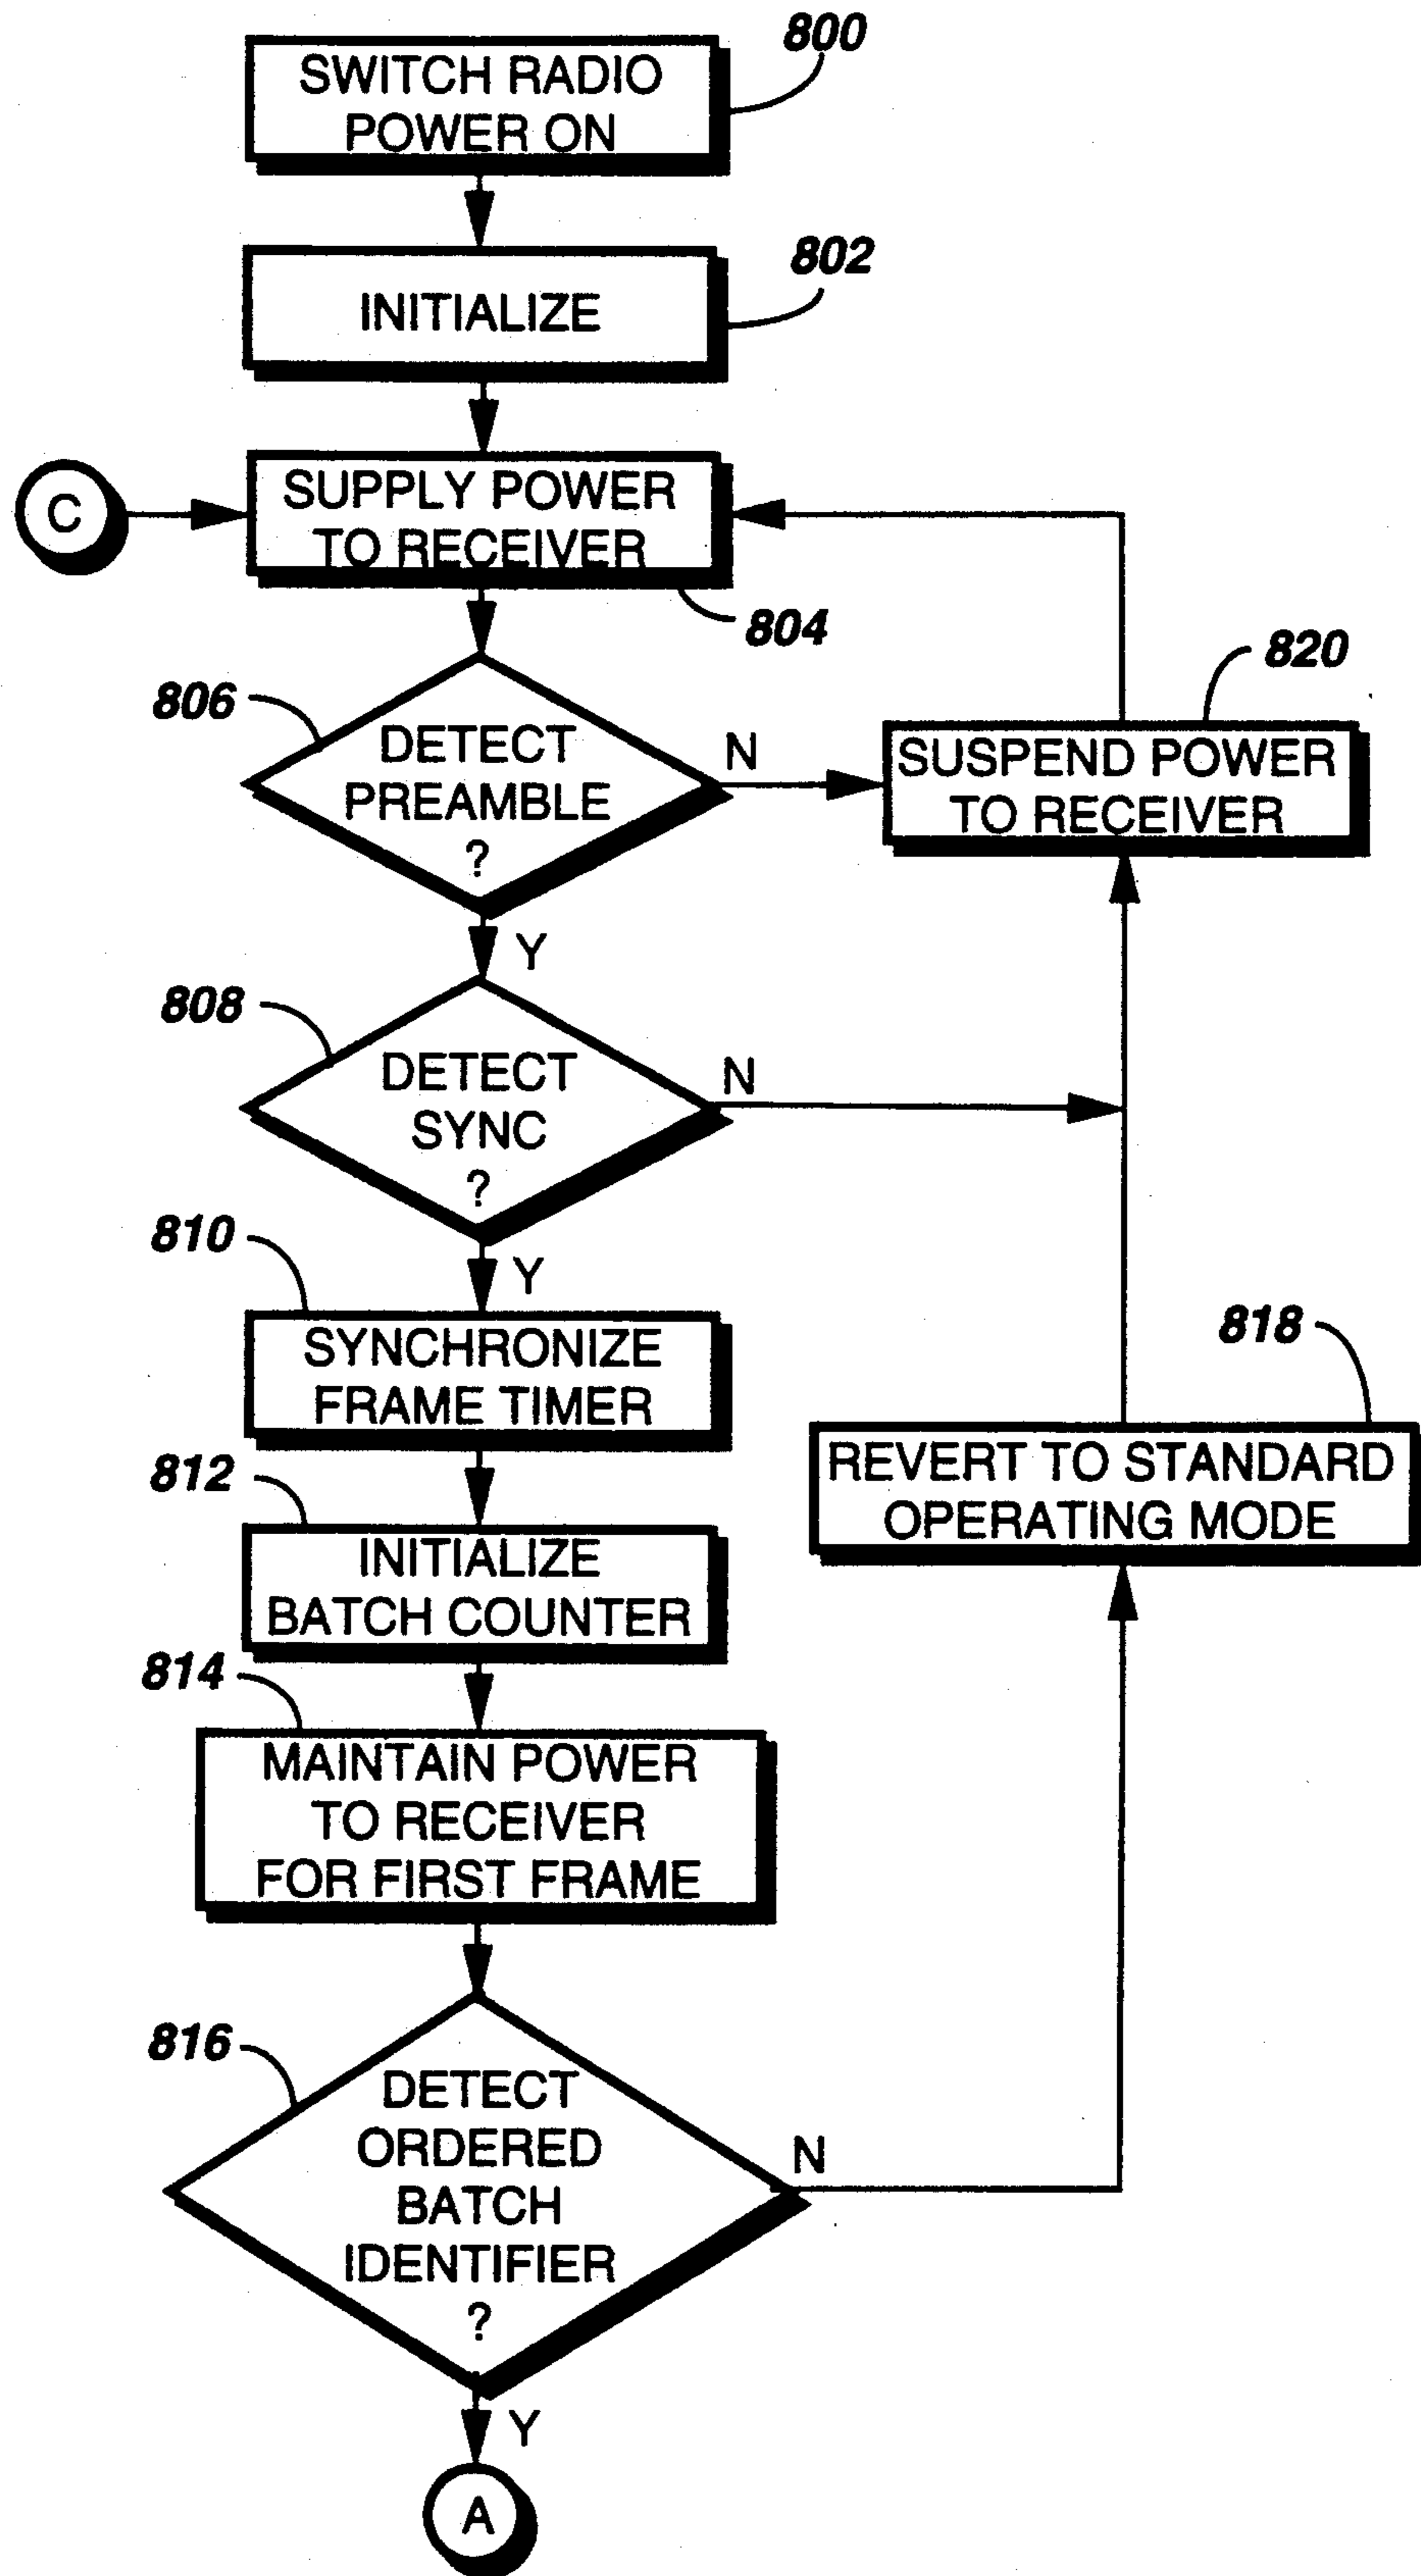 800
SWITCH RADIO
POWER ON
802
INITIALIZE
C
SUPPLY POWER
TO RECEIVER
804
806
DETECT
PREAMBLE
?
N
Y
820
SUSPEND POWER
TO RECEIVER
808
DETECT
SYNC
?
N
Y
810
SYNCHRONIZE
FRAME TIMER
818
REVERT TO STANDARD
OPERATING MODE
812
INITIALIZE
BATCH COUNTER
814
MAINTAIN POWER
TO RECEIVER
FOR FIRST FRAME
816
DETECT
ORDERED
BATCH
IDENTIFIER
?
N
Y
A